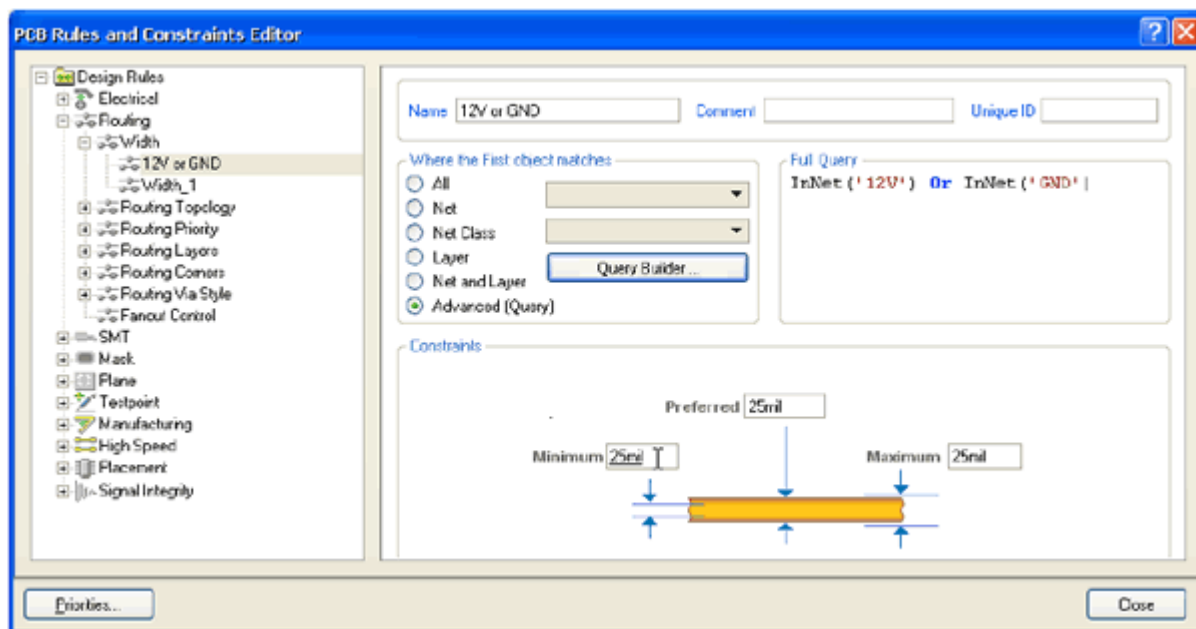 PCB Rules and Constraints Editor
Design Rules
Electrical
Routing
Width
12V or GND
Width_1
Routing Topology
Routing Priority
Routing Layers
Routing Corners
Routing Via Style
Fanout Control
SMT
Mask
Plane
Testpoint
Manufacturing
High Speed
Placement
Signal Integrity
Name 12V or GND Comment Unique ID
Where the First object matches
All
Net
Net Class
Layer
Net and Layer
Advanced (Query)
Query Builder ...
Full Query
InNet('12V') Or InNet('GND'
Constraints
Preferred 25mil
Minimum 25mil Maximum 25mil
Priorities... Close